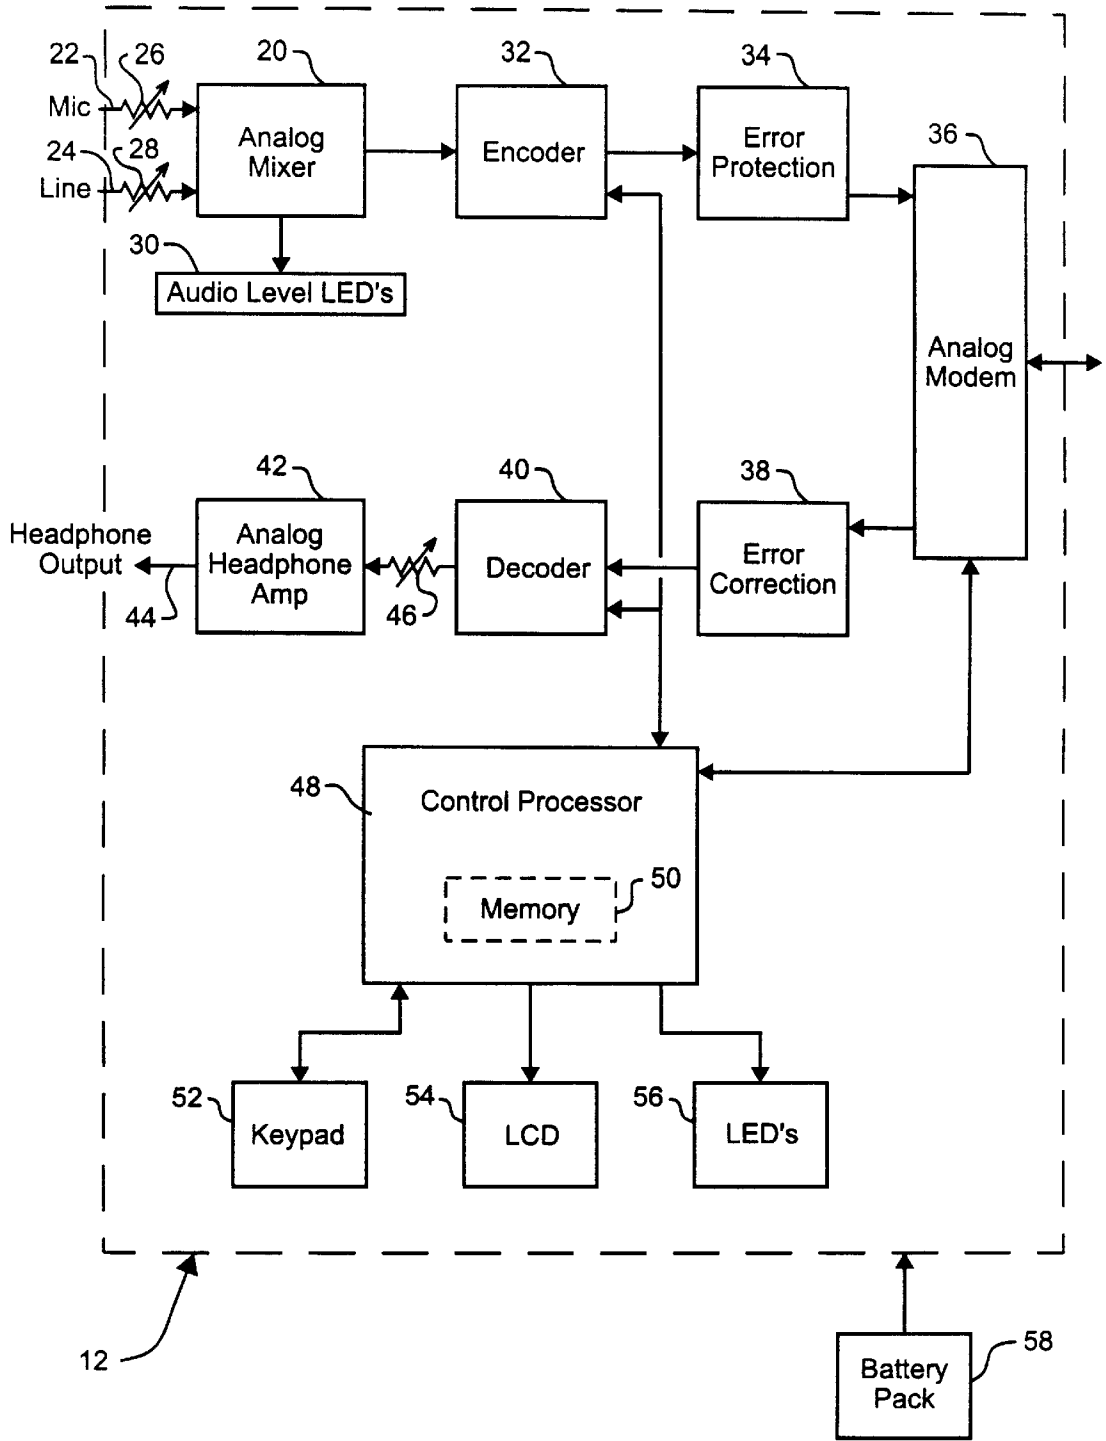 22
26
20
32
34
Mic
Analog
Mixer
Encoder
Error
Protection
36
24
28
Line
30
Audio Level LED's
Analog
Modem
42
40
38
Headphone
Output
Analog
Headphone
Amp
Decoder
Error
Correction
44
46
48
Control Processor
50
Memory
52
54
56
Keypad
LCD
LED's
12
58
Battery
Pack